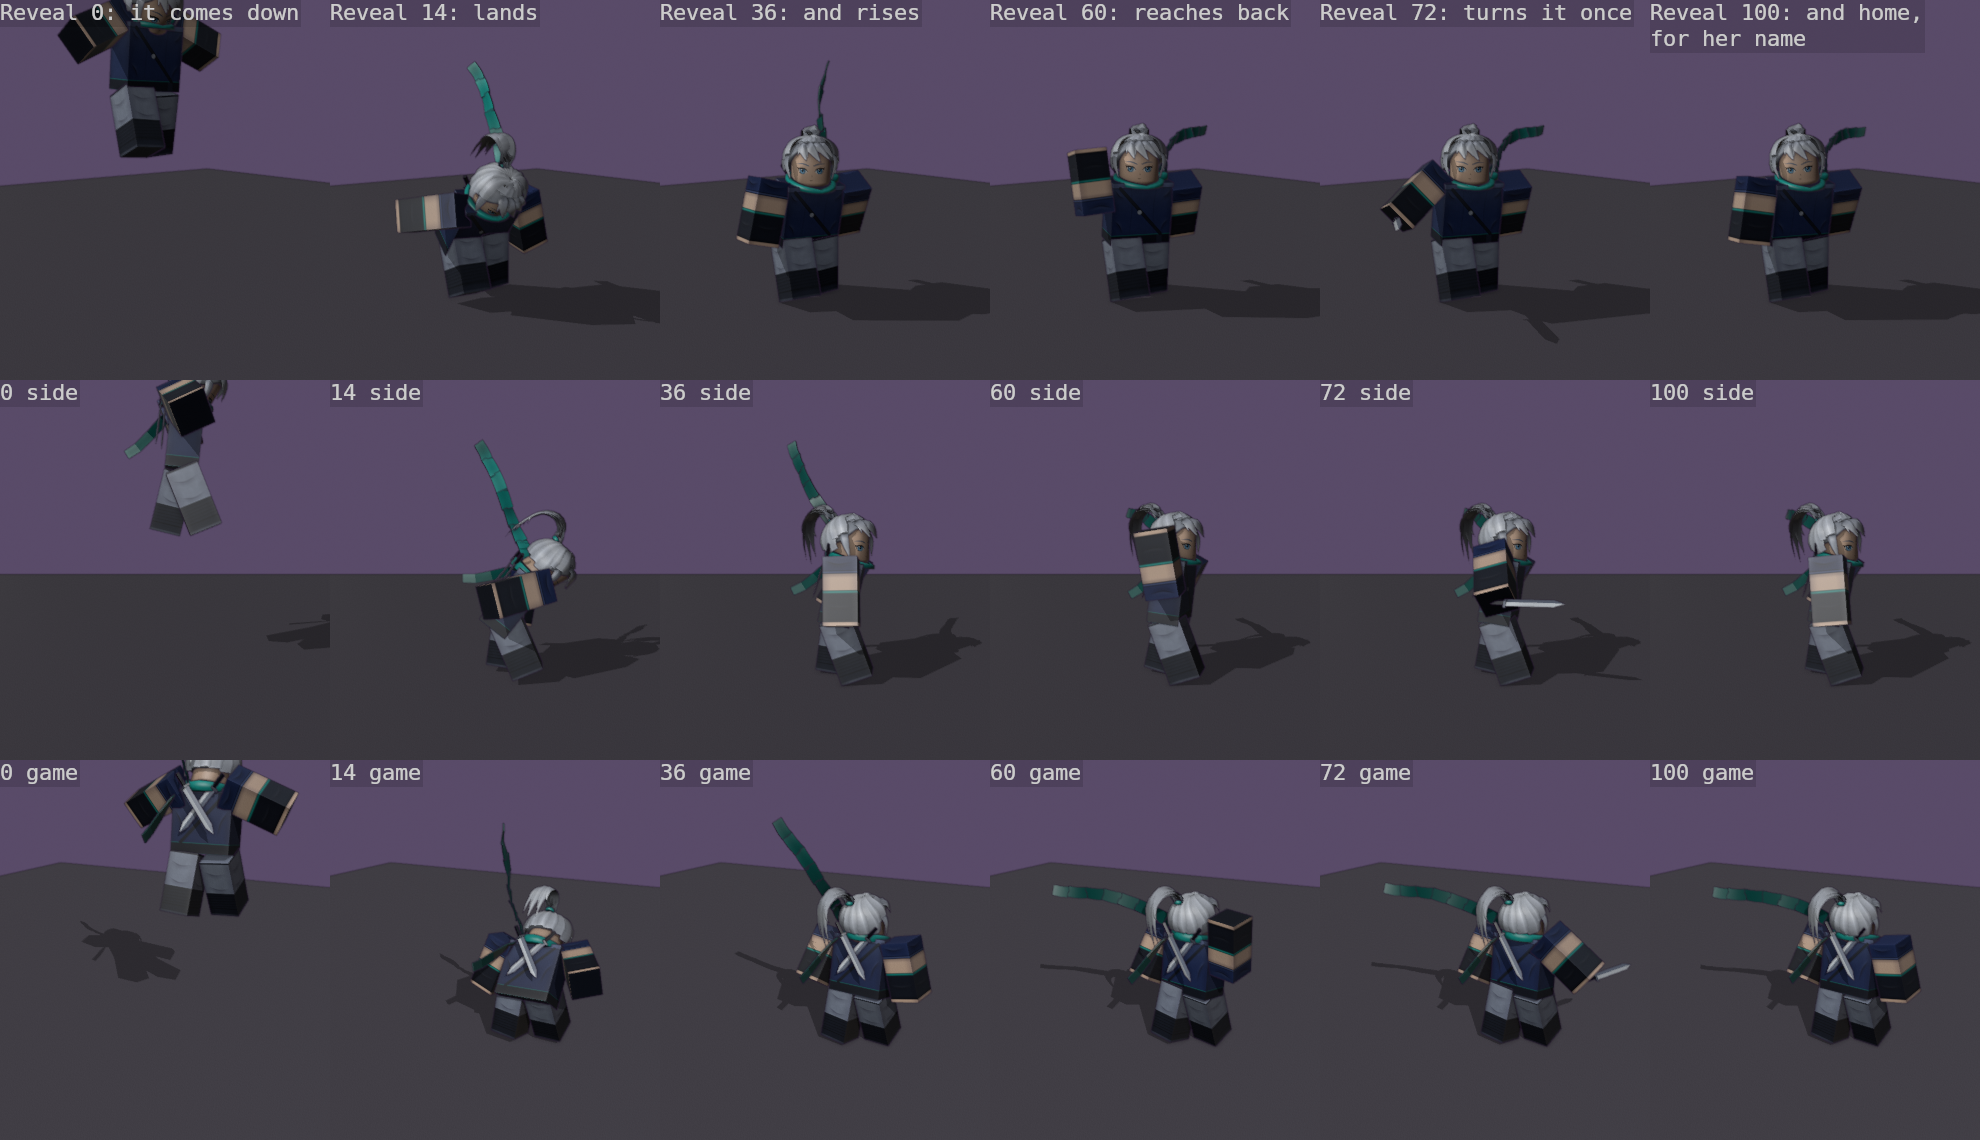 Reveal 0: it comes down
Reveal 14: lands
Reveal 36: and rises
Reveal 60: reaches back
Reveal 72: turns it once
Reveal 100: and home,
for her name
0 side
14 side
36 side
60 side
72 side
100 side
0 game
14 game
36 game
60 game
72 game
100 game